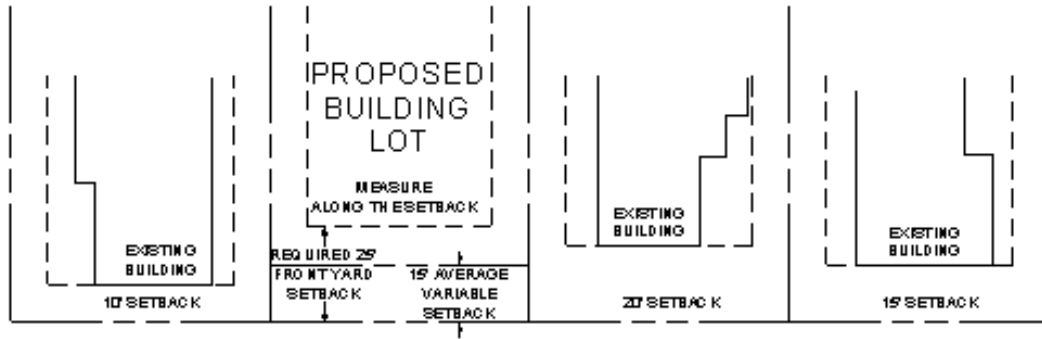 PROPOSED
BUILDING
LOT
MEASURE
ALONG THE SETBACK
EXISTING
BUILDING
10' SETBACK
REQUIRED 25'
FRONT YARD
SETBACK
15' AVERAGE
VARIABLE
SETBACK
EXISTING
BUILDING
20' SETBACK
EXISTING
BUILDING
15' SETBACK